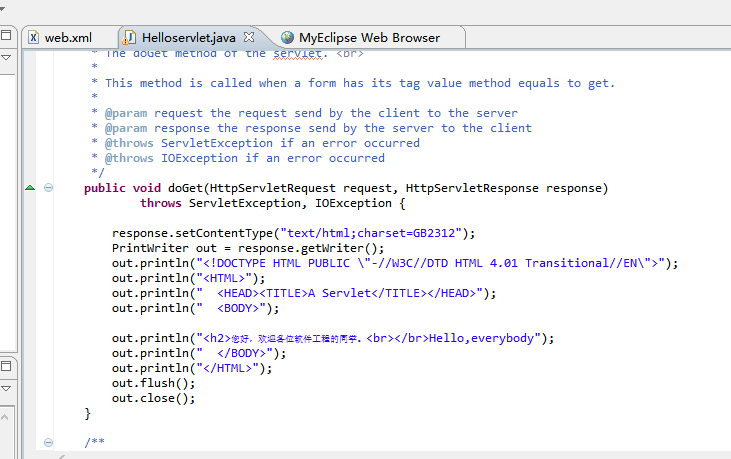 web.xml Helloservlet.java MyEclipse Web Browser
* The doGet method of the servlet. <br>
*
* This method is called when a form has its tag value method equals to get.
*
* @param request the request send by the client to the server
* @param response the response send by the server to the client
* @throws ServletException if an error occurred
* @throws IOException if an error occurred
*/
public void doGet(HttpServletRequest request, HttpServletResponse response)
throws ServletException, IOException {
response.setContentType("text/html;charset=GB2312");
PrintWriter out = response.getWriter();
out.println("<!DOCTYPE HTML PUBLIC \"-//W3C//DTD HTML 4.01 Transitional//EN\">");
out.println("<HTML>");
out.println("  <HEAD><TITLE>A Servlet</TITLE></HEAD>");
out.println("  <BODY>");
out.println("<h2>您好，欢迎各位软件工程的同学.<br></br>Hello,everybody");
out.println("  </BODY>");
out.println("</HTML>");
out.flush();
out.close();
}
/**